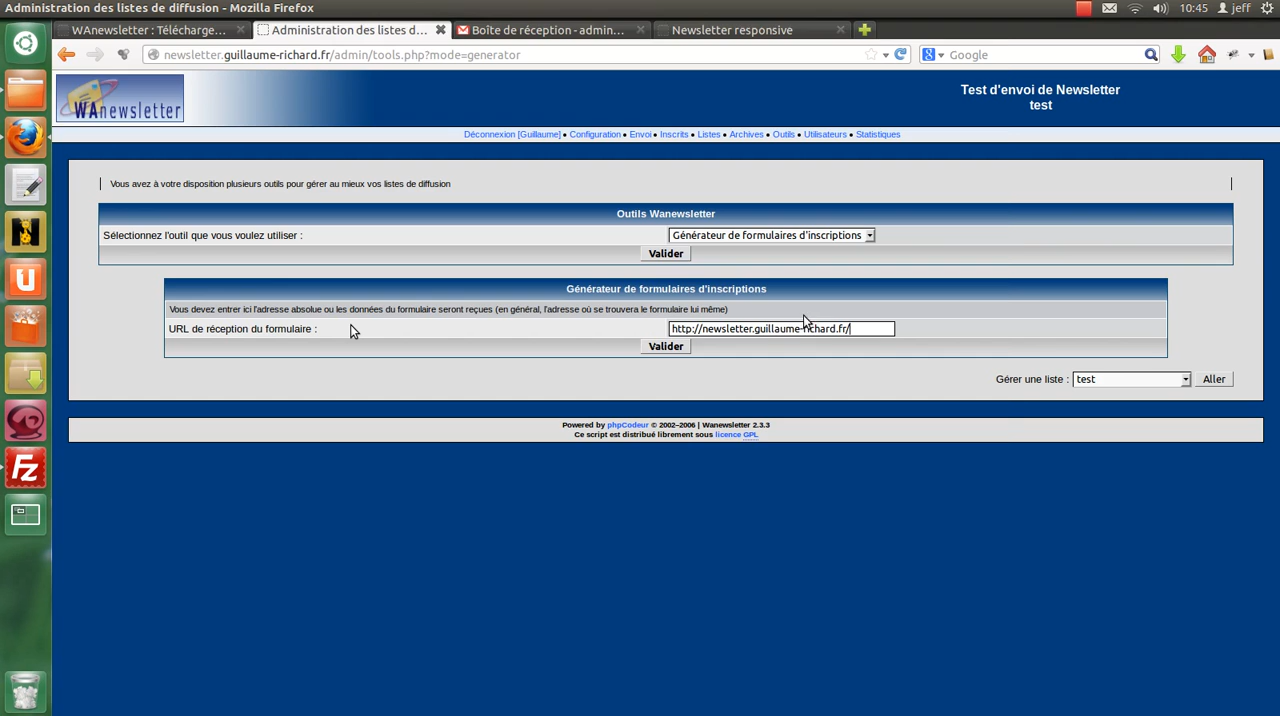 Administration des listes de diffusion - Mozilla Firefox
10:45 jeff
WAnewsletter : Télécharge...
Administration des listes d...
Boîte de réception - admin...
Newsletter responsive
newsletter.guillaume-richard.fr/admin/tools.php?mode=generator
Google
WAnewsletter
Test d'envoi de Newsletter
test
Déconnexion [Guillaume] • Configuration • Envoi • Inscrits • Listes • Archives • Outils • Utilisateurs • Statistiques
Vous avez à votre disposition plusieurs outils pour gérer au mieux vos listes de diffusion
Outils Wanewsletter
Sélectionnez l'outil que vous voulez utiliser :
Générateur de formulaires d'inscriptions
Valider
Générateur de formulaires d'inscriptions
Vous devez entrer ici l'adresse absolue ou les données du formulaire seront reçues (en général, l'adresse où se trouvera le formulaire lui même)
URL de réception du formulaire :
http://newsletter.guillaume-richard.fr/
Valider
Gérer une liste :
test
Aller
Powered by phpCodeur © 2002–2006 | Wanewsletter 2.3.3
Ce script est distribué librement sous licence GPL